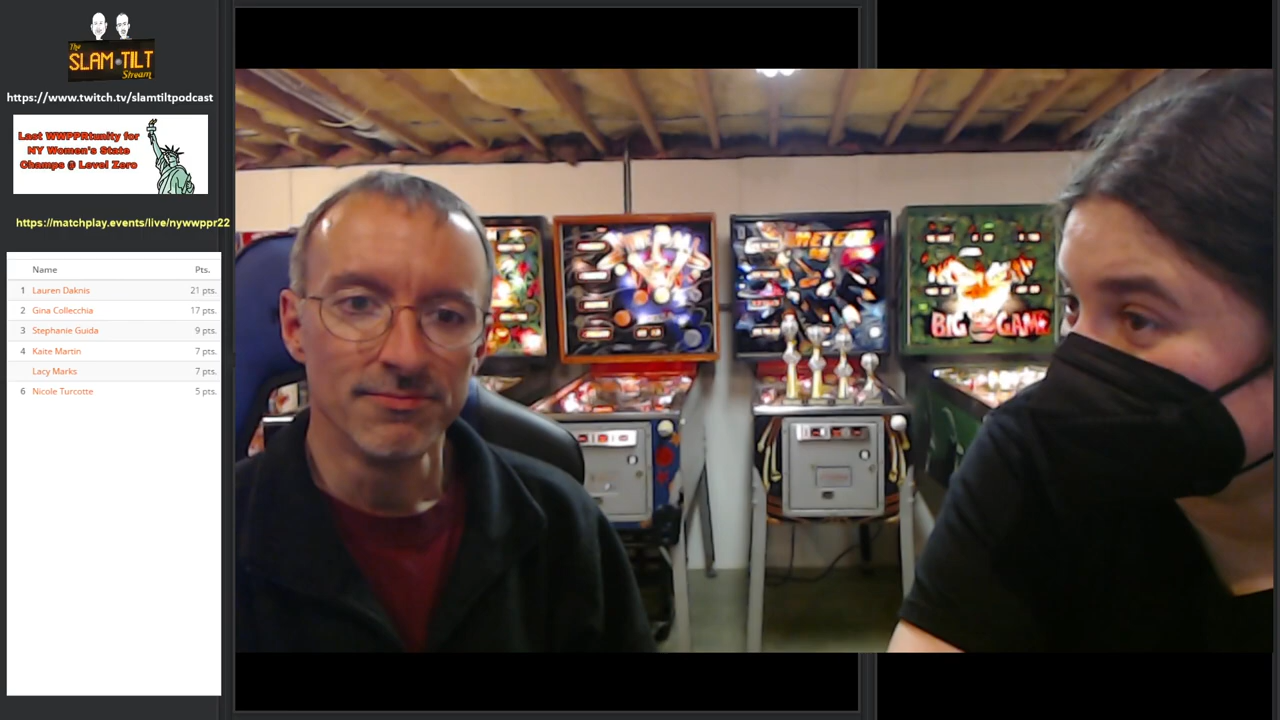 The
SLAM TILT
Stream
https://www.twitch.tv/slamtiltpodcast
Last WWPPRtunity for
NY Women's State
Champs @ Level Zero
https://matchplay.events/live/nywwppr22
Name Pts.
1 Lauren Daknis 21 pts.
2 Gina Collecchia 17 pts.
3 Stephanie Guida 9 pts.
4 Kaite Martin 7 pts.
Lacy Marks 7 pts.
6 Nicole Turcotte 5 pts.
METEOR
BIG GAME